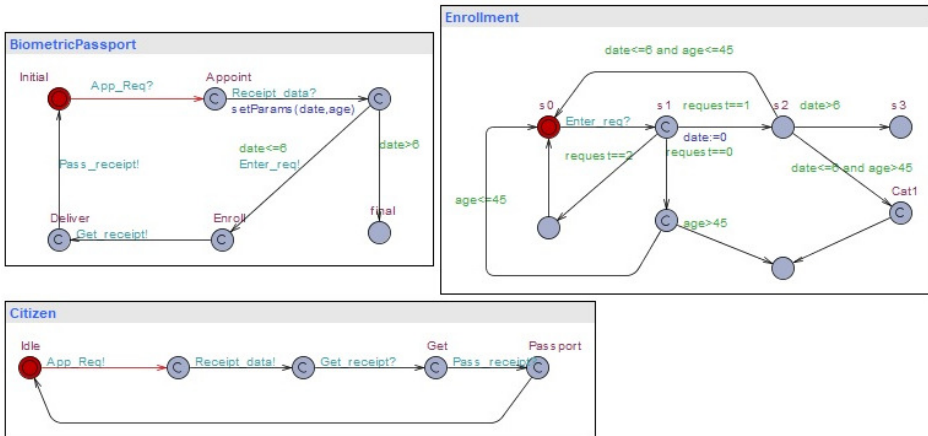 BiometricPassport
Initial
App_Req?
Appoint
Receipt_data?
setParams(date,age)
date<=6
Enter_req!
date>6
Pass_receipt!
Deliver
Get_receipt!
Enroll
final
Enrollment
date<=6 and age<=45
s0
Enter_req?
s1
request==1
date:=0
s2
date>6
s3
request==2
request==0
date<=6 and age>45
Cat1
age<=45
age>45
Citizen
Idle
App_Req!
Receipt_data!
Get_receipt?
Get
Pass_receipt?
Passport
C
C
C
C
C
C
C
C
C
C
C
C